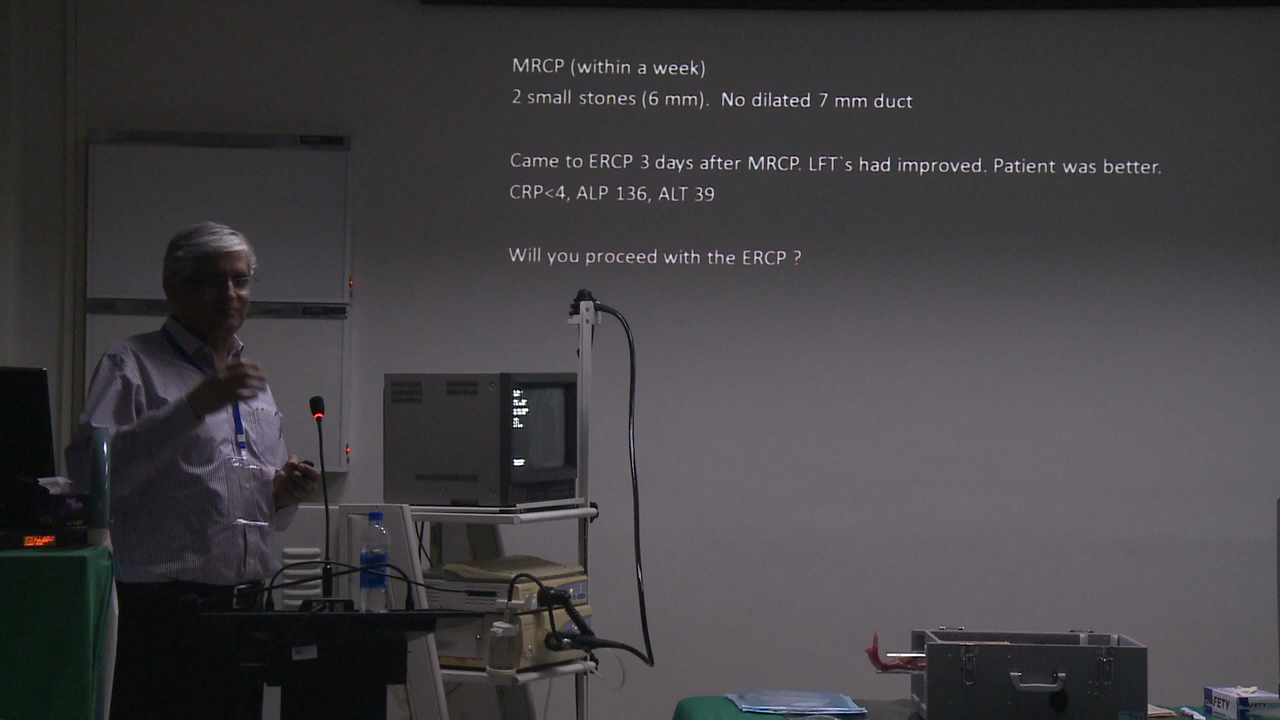 MRCP (within a week)
2 small stones (6 mm). No dilated 7 mm duct
Came to ERCP 3 days after MRCP. LFT`s had improved. Patient was better.
CRP<4, ALP 136, ALT 39
Will you proceed with the ERCP ?
FETY